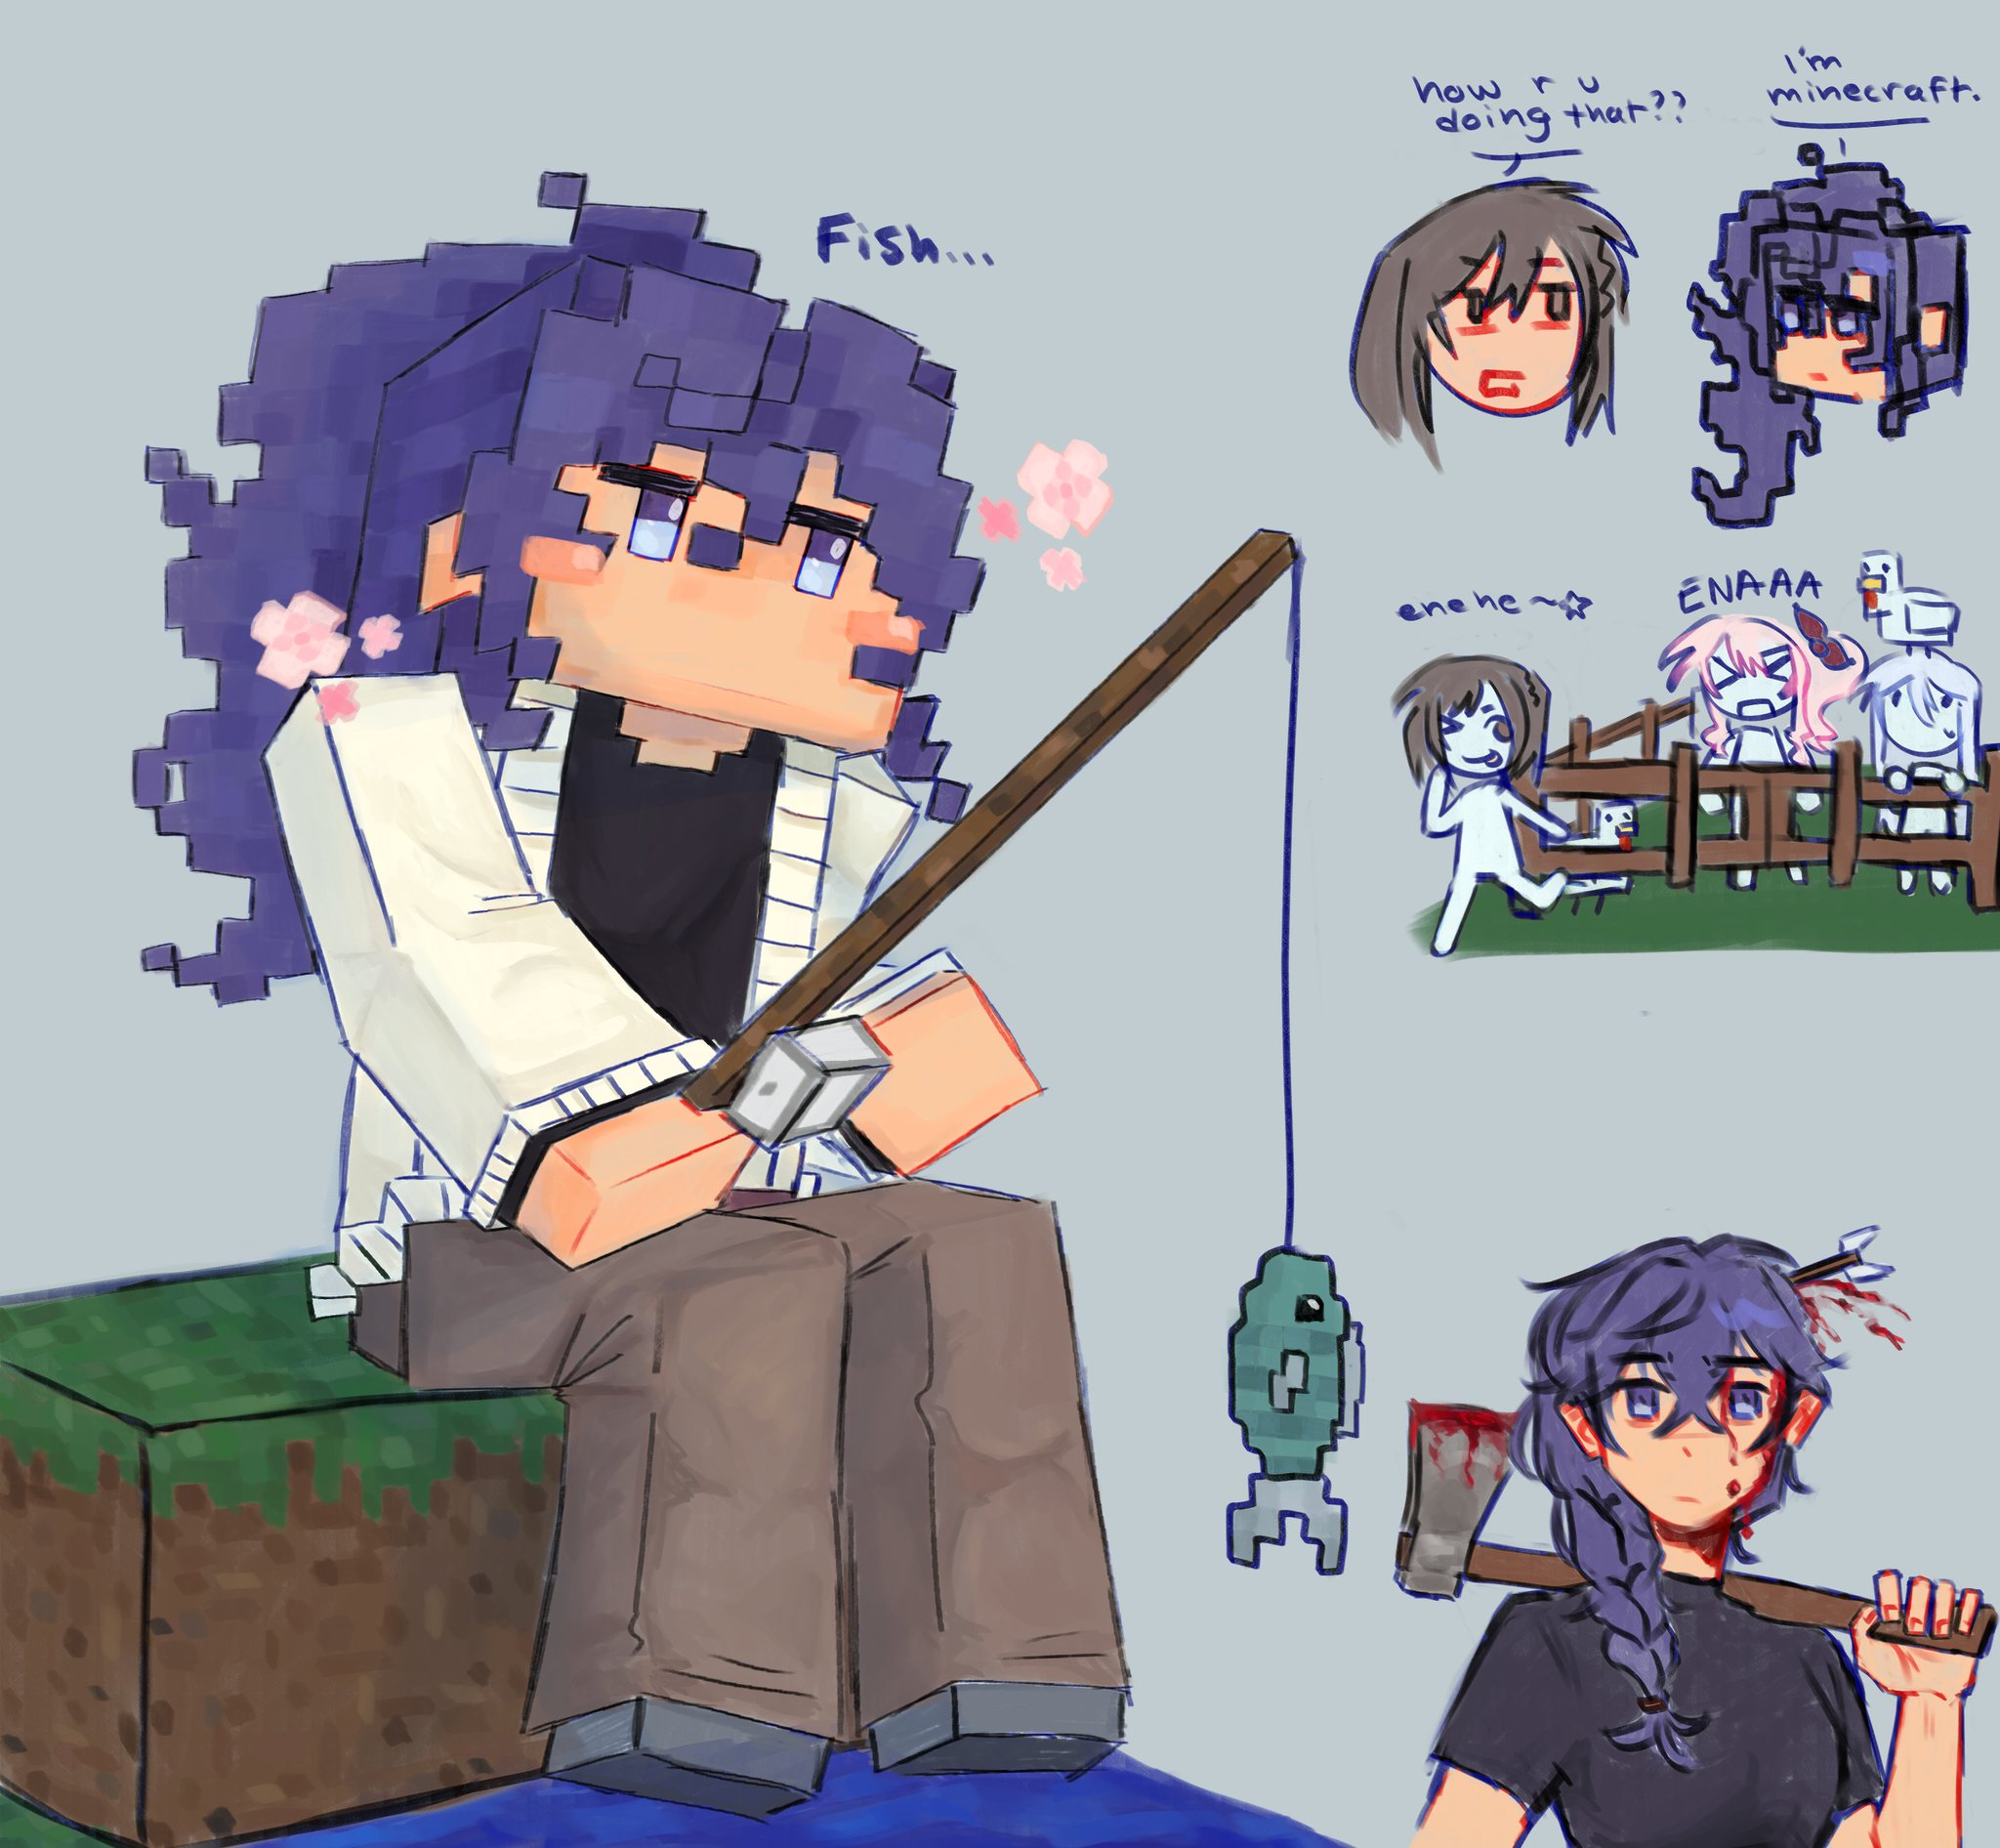 Fish...
how r u
doing that??
I'm
minecraft.
ehehe~☆
ENAAA